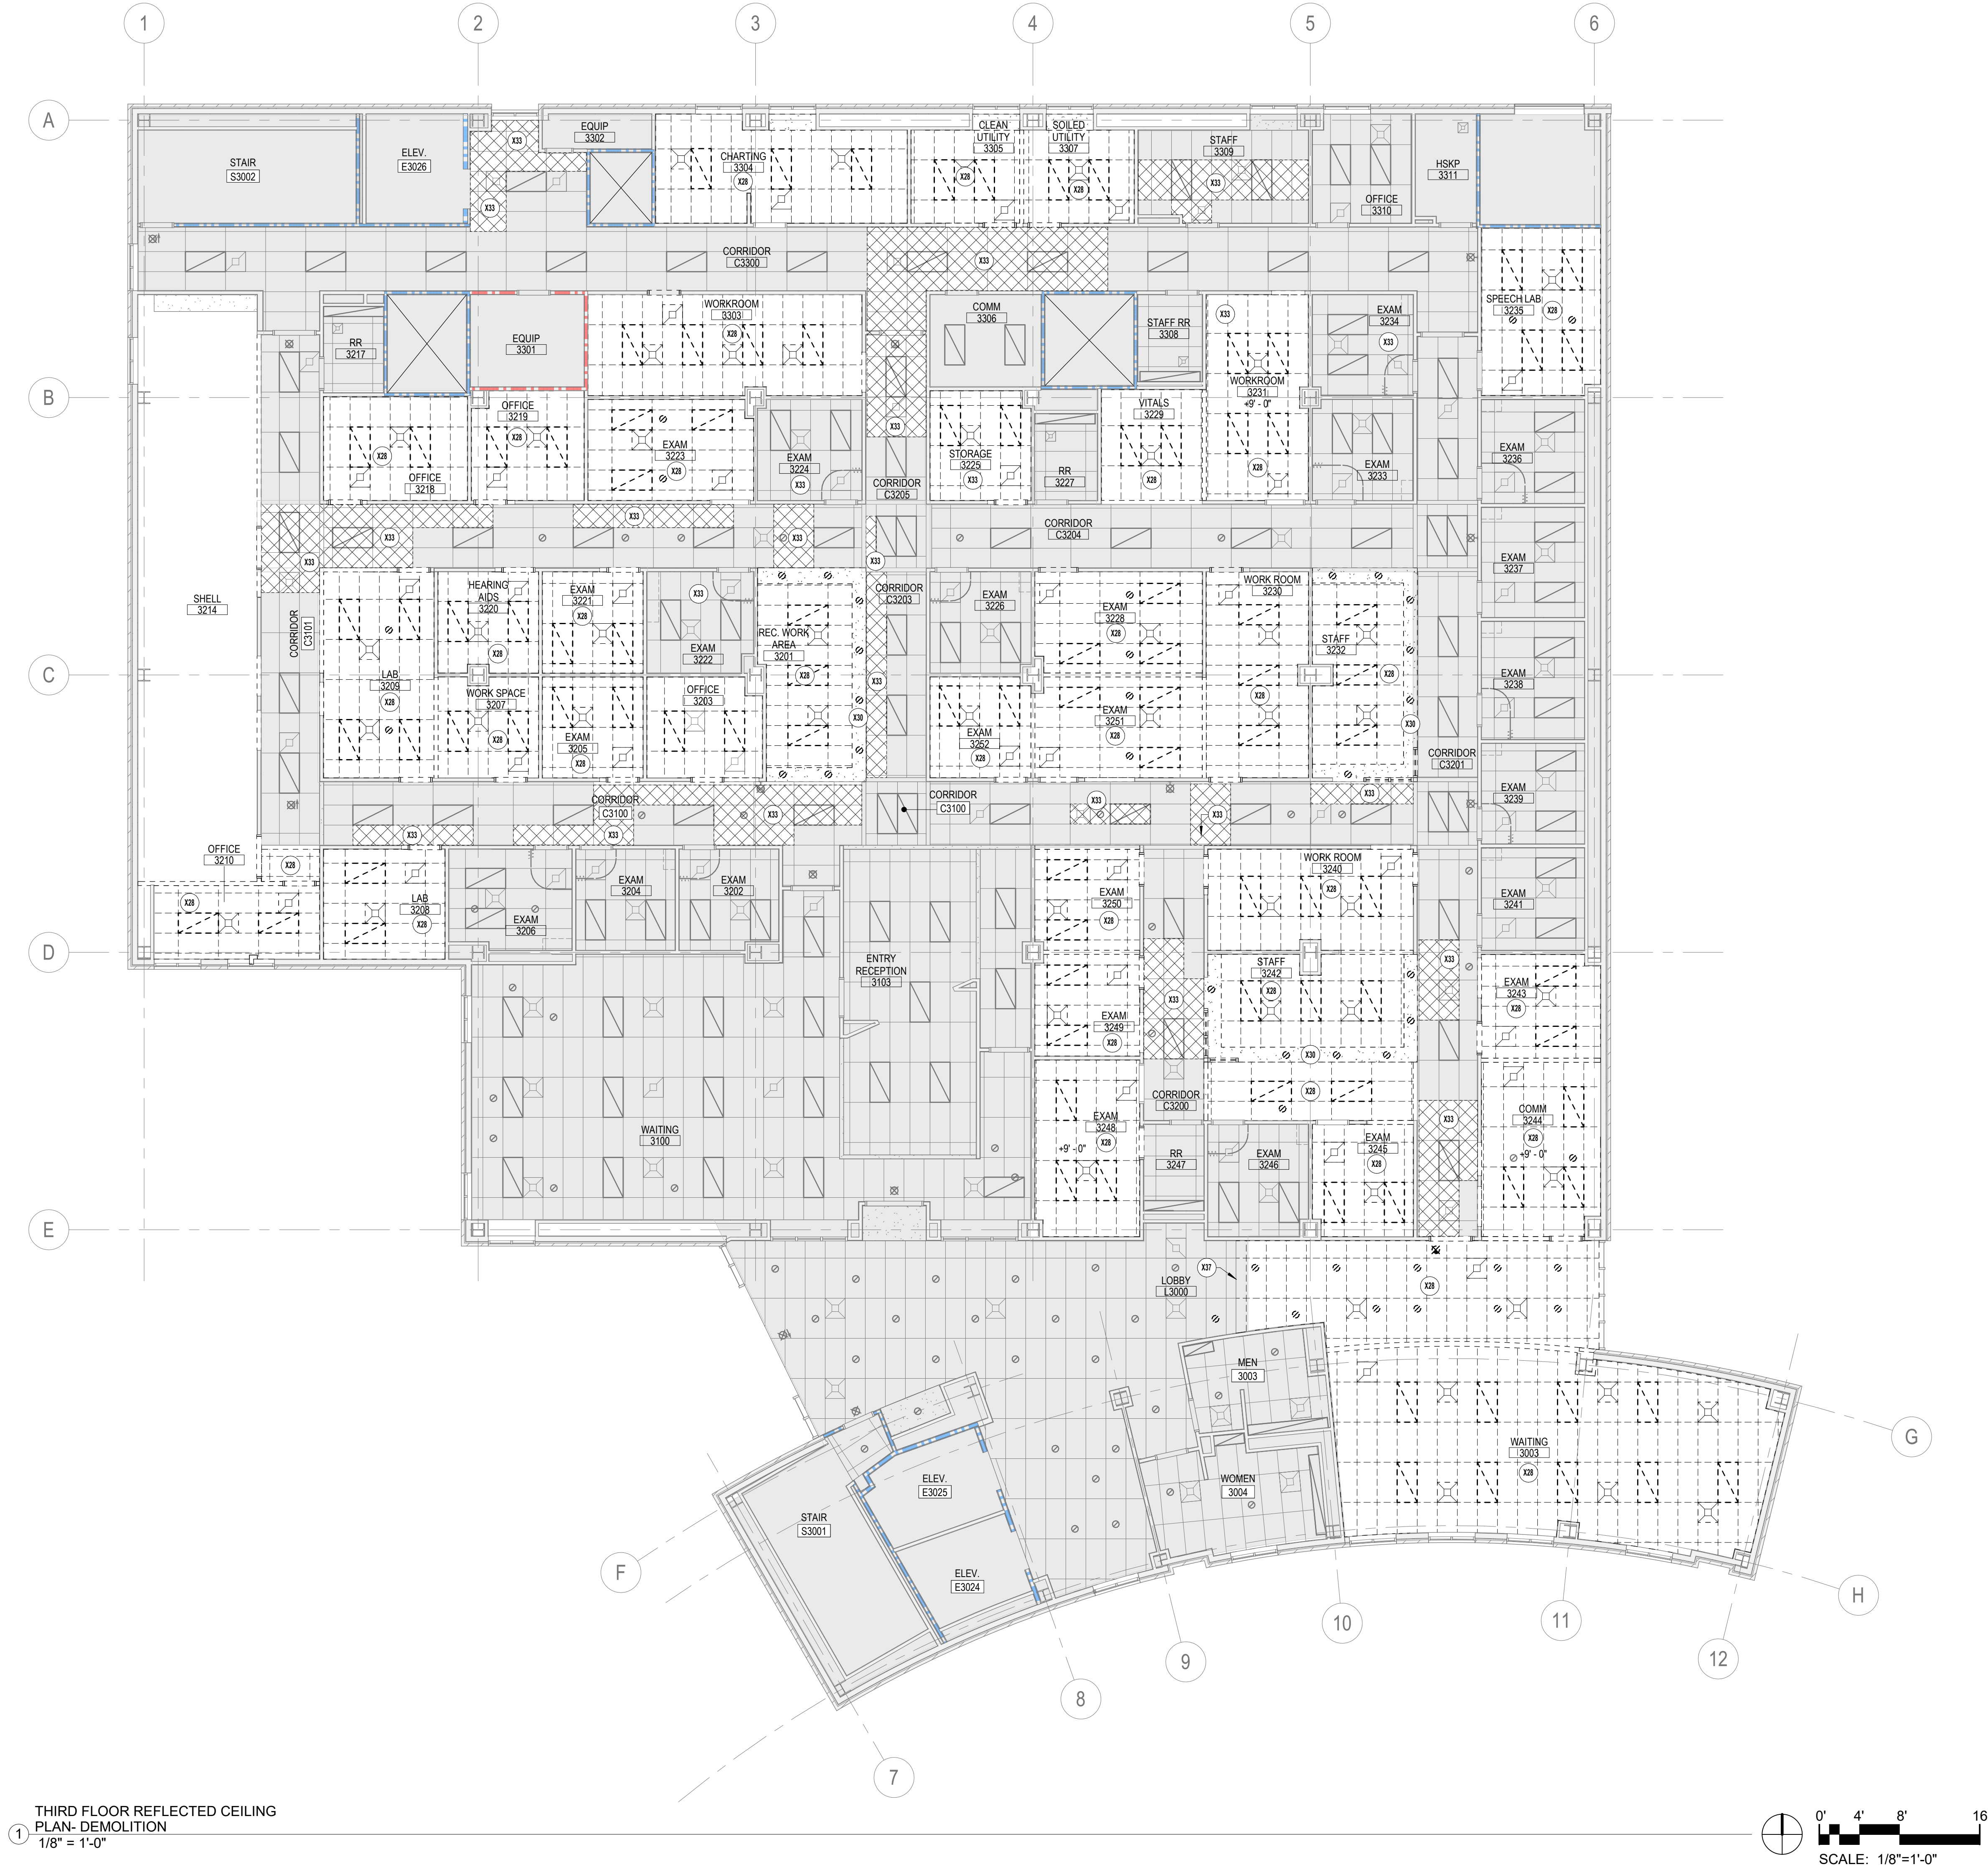 1 2 3 4 5 6
A
EQUIP
3302
X33
STAIR
S3002
ELEV.
E3026
CHARTING
3304
X28
CLEAN
UTILITY
3305
X28
SOILED
UTILITY
3307
X28
STAFF
3309
X33
OFFICE
3310
HSKP
3311
X33
CORRIDOR
C3300
X33
RR
3217
EQUIP
3301
WORKROOM
3303
X28
COMM
3306
STAFF RR
3308
X33
EXAM
3234
X33
SPEECH LAB
3235
X28
B
WORKROOM
3231
+9' - 0"
X28
OFFICE
3218
X28
OFFICE
3219
X28
EXAM
3223
X28
EXAM
3224
X33
X33
CORRIDOR
C3205
STORAGE
3225
X33
RR
3227
VITALS
3229
X28
EXAM
3233
EXAM
3236
X33
X33
X33
X33
X33
CORRIDOR
C3204
EXAM
3237
SHELL
3214
CORRIDOR
C3101
HEARING
AIDS
3220
X28
EXAM
3221
X28
X33
EXAM
3222
REC. WORK
AREA
3201
X28
X30
CORRIDOR
C3203
X33
EXAM
3226
EXAM
3228
X28
WORK ROOM
3230
X28
STAFF
3232
X28
X30
C
LAB
3209
X28
WORK SPACE
3207
X28
EXAM
3205
X28
OFFICE
3203
EXAM
3252
X28
EXAM
3251
X28
CORRIDOR
C3201
EXAM
3238
EXAM
3239
CORRIDOR
C3100
X33
X33
X33
CORRIDOR
C3100
X33
X33
X33
OFFICE
3210
X28
X28
LAB
3208
X28
EXAM
3206
EXAM
3204
EXAM
3202
EXAM
3250
X28
WORK ROOM
3240
X28
EXAM
3241
D
ENTRY
RECEPTION
3103
EXAM
3249
X28
X33
STAFF
3242
X28
X30
X28
X33
EXAM
3243
X28
WAITING
3100
EXAM
3248
X28
+9' - 0"
CORRIDOR
C3200
RR
3247
EXAM
3246
EXAM
3245
X28
X33
COMM
3244
X28
+9' - 0"
E
X37
LOBBY
L3000
X28
MEN
3003
WOMEN
3004
WAITING
3003
X28
G
ELEV.
E3025
STAIR
S3001
ELEV.
E3024
F
H
7
8
9
10
11
12
1
THIRD FLOOR REFLECTED CEILING
PLAN- DEMOLITION
1/8" = 1'-0"
0' 4' 8' 16
SCALE: 1/8"=1'-0"